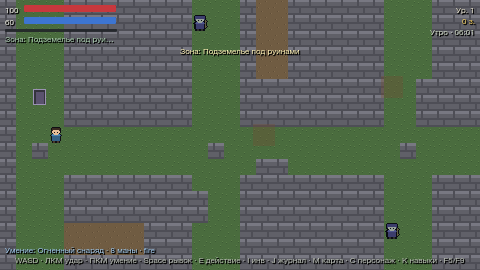 100
60
Зона: Подземелье под руи...
Ур. 1
0 г.
Утро · 06:01
Зона: Подземелье под руинами
Умение: Огненный снаряд · 8 маны · fire
WASD · ЛКМ удар · ПКМ умение · Space рывок · E действие · I инв · J журнал · M карта · C персонаж · K навыки · F5/F9